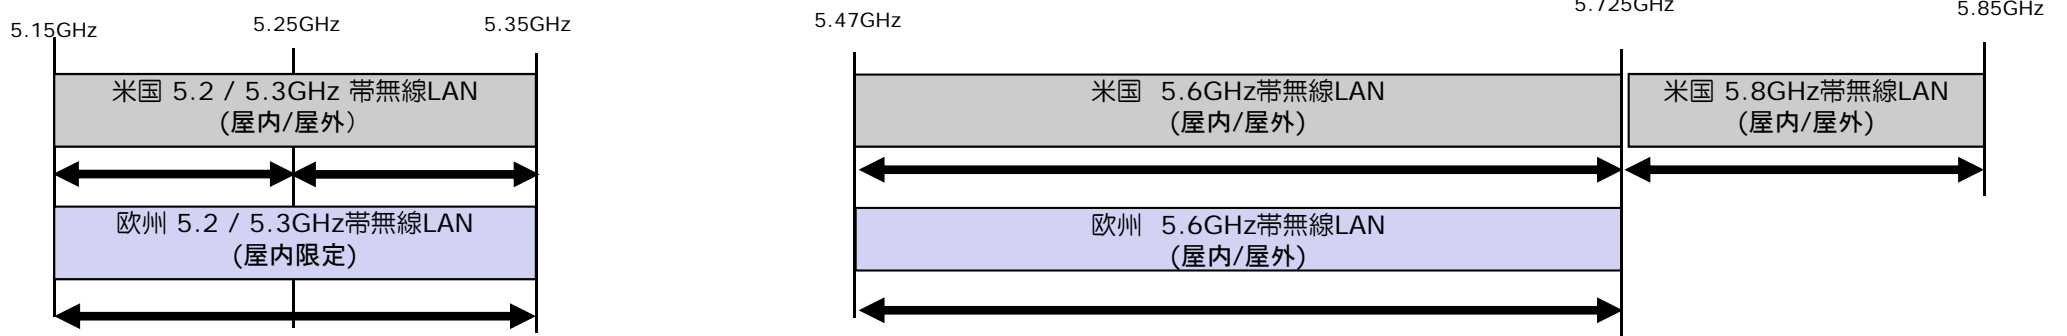 5.15GHz
5.25GHz
5.35GHz
5.47GHz
5.725GHz
5.85GHz
米国 5.2 / 5.3GHz 帯無線LAN
(屋内/屋外）
米国 5.6GHz帯無線LAN
(屋内/屋外)
米国 5.8GHz帯無線LAN
(屋内/屋外)
欧州 5.2 / 5.3GHz帯無線LAN
(屋内限定)
欧州 5.6GHz帯無線LAN
(屋内/屋外)